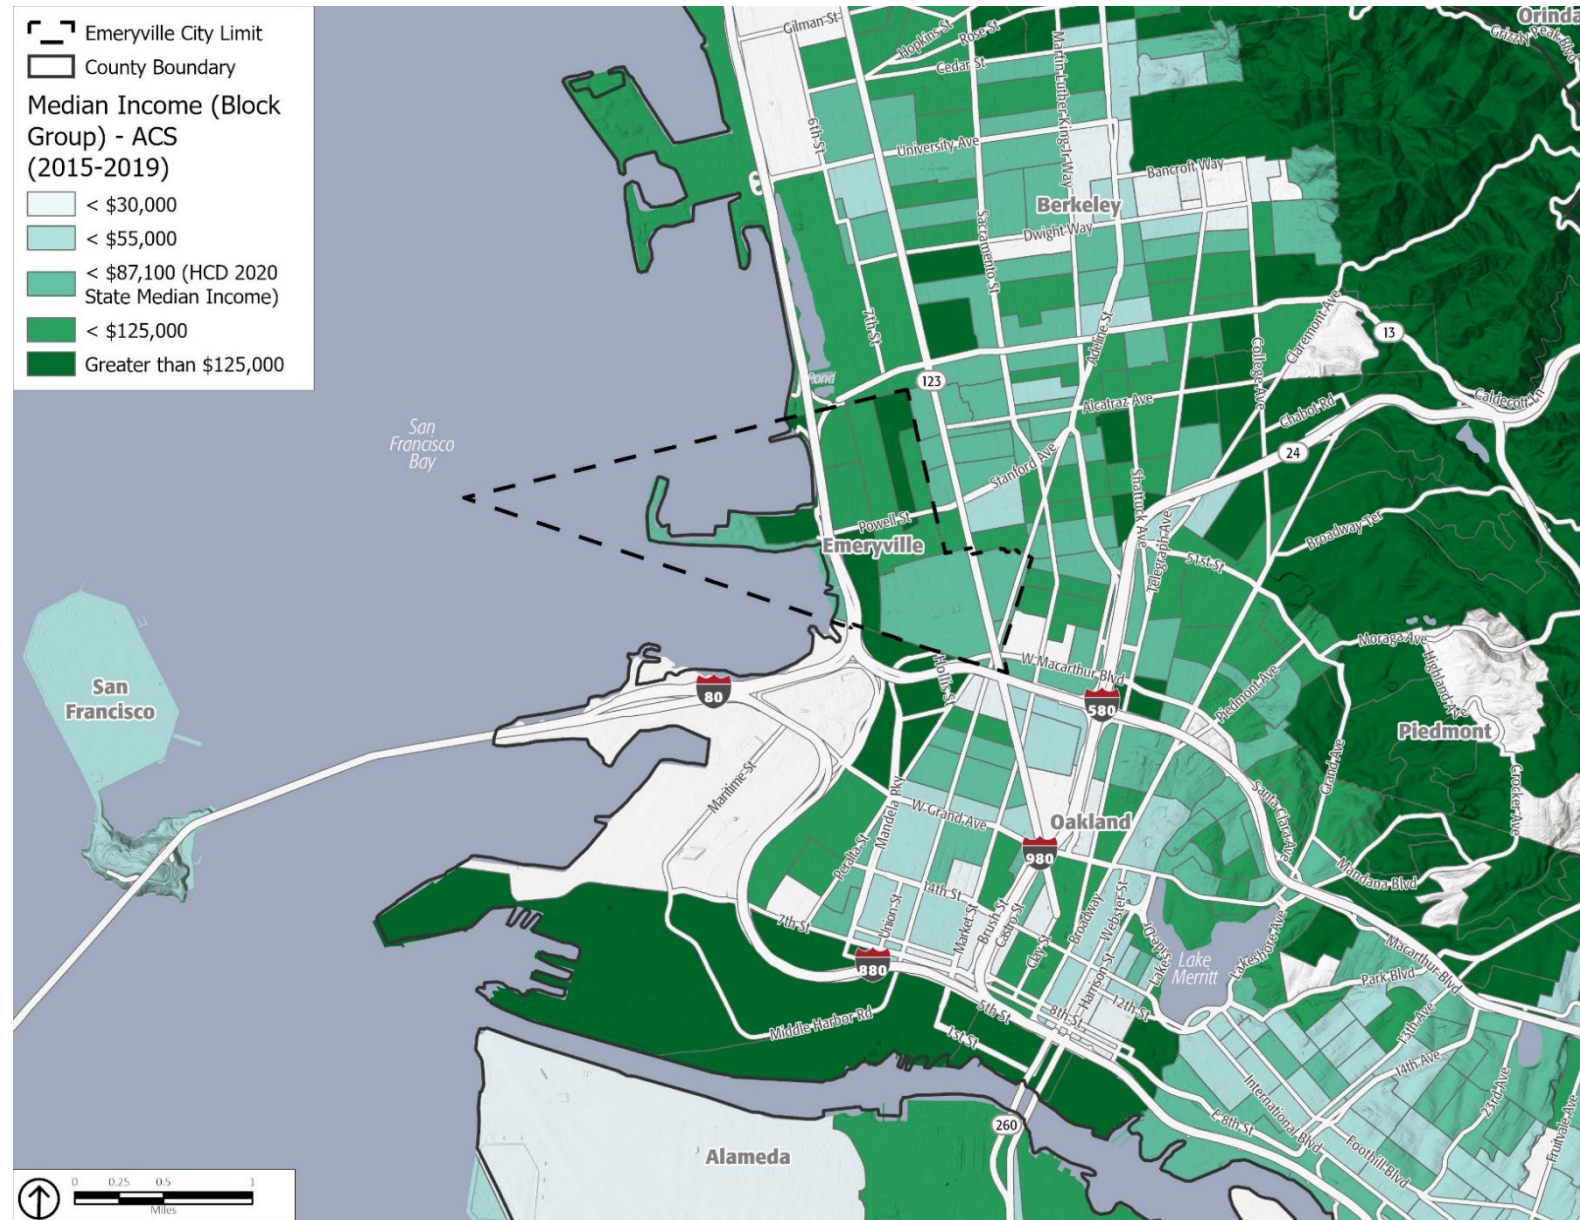 Emeryville City Limit
County Boundary
Median Income (Block
Group) - ACS
(2015-2019)
< $30,000
< $55,000
< $87,100 (HCD 2020
State Median Income)
< $125,000
Greater than $125,000
Orinda
Grizzly Peak Blvd
Gilman St
Hopkins St
Rose St
Cedar St
Martin Luther King Jr Way
6th St
University Ave
Bancroft Way
Berkeley
Dwight Way
Sacramento St
7th St
Adeline St
Claremont Ave
College Ave
13
Pond
123
Alcatraz Ave
Chabot Rd
Caldecott Ln
San
Francisco
Bay
24
Stanford Ave
Shattuck Ave
Telegraph Ave
Broadway Ter
Powell St
Emeryville
51st St
Moraga Ave
Highland Ave
San
Francisco
80
Hollis St
W Macarthur Blvd
580
Piedmont Ave
Piedmont
Grand Ave
Crocker Ave
Maritime St
Mandela Pky
W Grand Ave
Oakland
Santa Clara Ave
980
Peralta St
Mandana Blvd
14th St
7th St
Union St
Market St
Brush St
Castro St
Clay St
Broadway
Webster St
Harrison St
Lakeside Dr
Lake
Merritt
Lakeshore Ave
Macarthur Blvd
Park Blvd
880
12th St
8th St
5th St
1st St
Middle Harbor Rd
13th Ave
14th Ave
23rd Ave
International Blvd
E 8th St
Foothill Blvd
Fruitvale Ave
260
Alameda
0 0.25 0.5 1
Miles